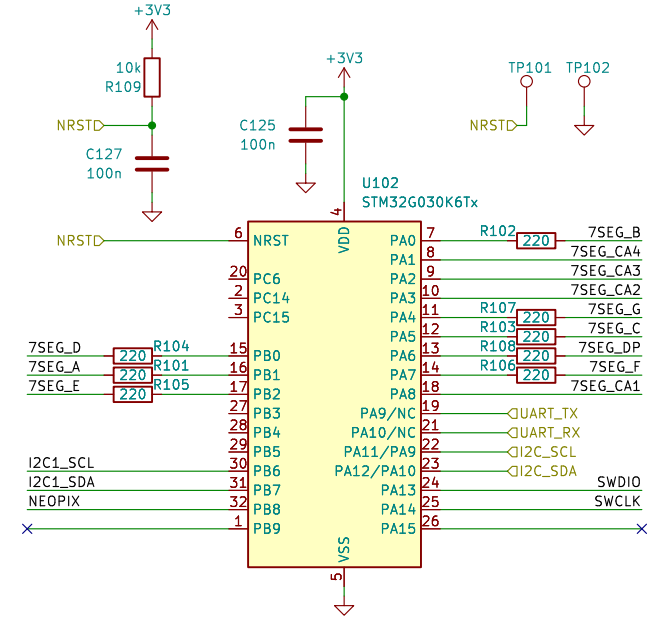 +3V3
10k
R109
NRST
C127
100n
+3V3
C125
100n
TP101 TP102
NRST
U102
STM32G030K6Tx
4
VDD
NRST 6 NRST PA0 7 R102 220 7SEG_B
PA1 8 7SEG_CA4
20 PC6 PA2 9 7SEG_CA3
2 PC14 PA3 10 7SEG_CA2
3 PC15 PA4 11 R107 220 7SEG_G
PA5 12 R103 220 7SEG_C
7SEG_D 220 R104 15 PB0 PA6 13 R108 220 7SEG_DP
7SEG_A 220 R101 16 PB1 PA7 14 R106 220 7SEG_F
7SEG_E 220 R105 17 PB2 PA8 18 7SEG_CA1
27 PB3 PA9/NC 19 UART_TX
28 PB4 PA10/NC 21 UART_RX
29 PB5 PA11/PA9 22 I2C_SCL
I2C1_SCL 30 PB6 PA12/PA10 23 I2C_SDA
I2C1_SDA 31 PB7 PA13 24 SWDIO
NEOPIX 32 PB8 PA14 25 SWCLK
1 PB9 PA15 26
VSS
5